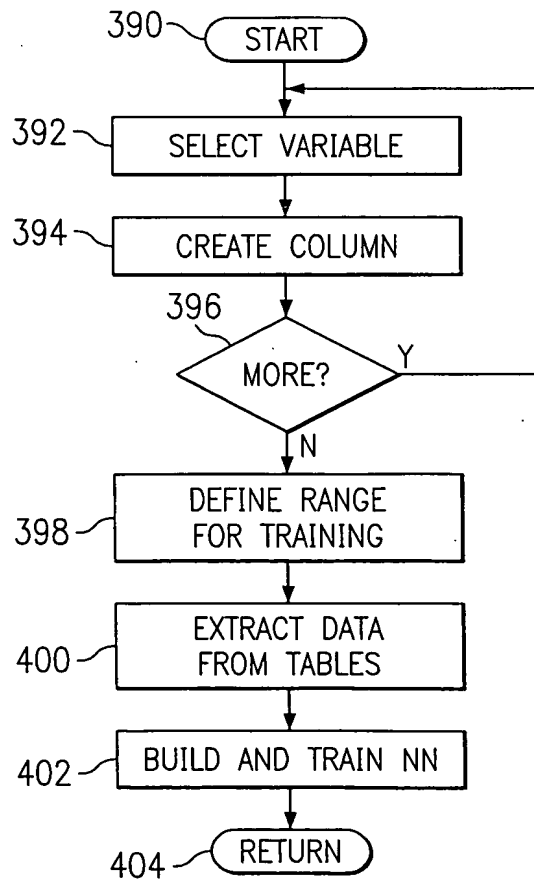 390
START
392
SELECT VARIABLE
394
CREATE COLUMN
396
MORE?
Y
N
398
DEFINE RANGE
FOR TRAINING
400
EXTRACT DATA
FROM TABLES
402
BUILD AND TRAIN NN
404
RETURN